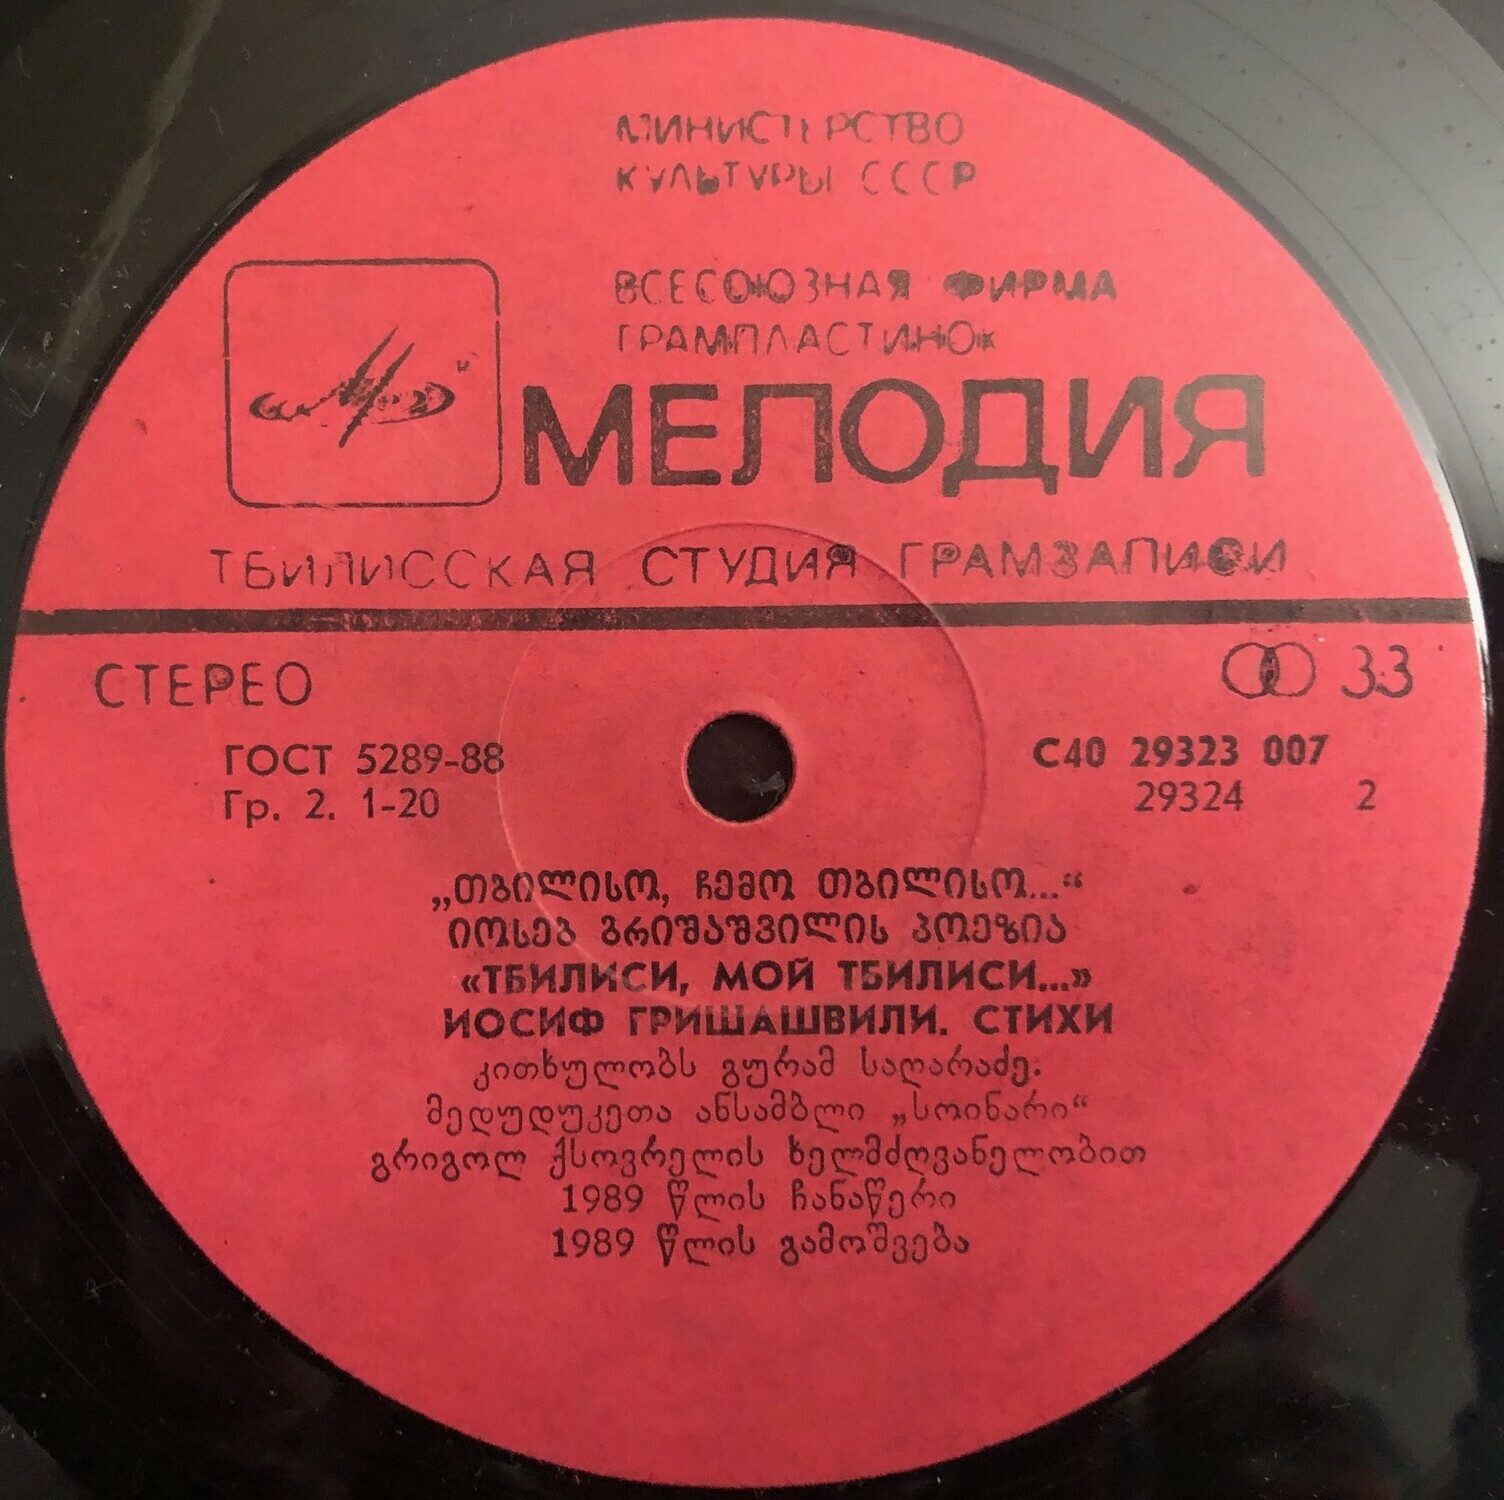 МИНИСТЕРСТВО
КУЛЬТУРЫ СССР
ВСЕСОЮЗНАЯ ФИРМА
ГРАМПЛАСТИНОК
МЕЛОДИЯ
ТБИЛИССКАЯ СТУДИЯ ГРАМЗАПИСИ
СТЕРЕО
33
ГОСТ 5289-88
Гр. 2. 1-20
С40 29323 007
29324 2
„თბილისო, ჩემო თბილისო...“
იოსებ გრიშაშვილის პოეზია
«ТБИЛИСИ, МОЙ ТБИЛИСИ...»
ИОСИФ ГРИШАШВИЛИ. СТИХИ
კითხულობს გურამ საღარაძე.
მედუდუკეთა ანსამბლი „სოინარი“
გრიგოლ ქსოვრელის ხელმძღვანელობით
1989 წლის ჩანაწერი
1989 წლის გამოშვება